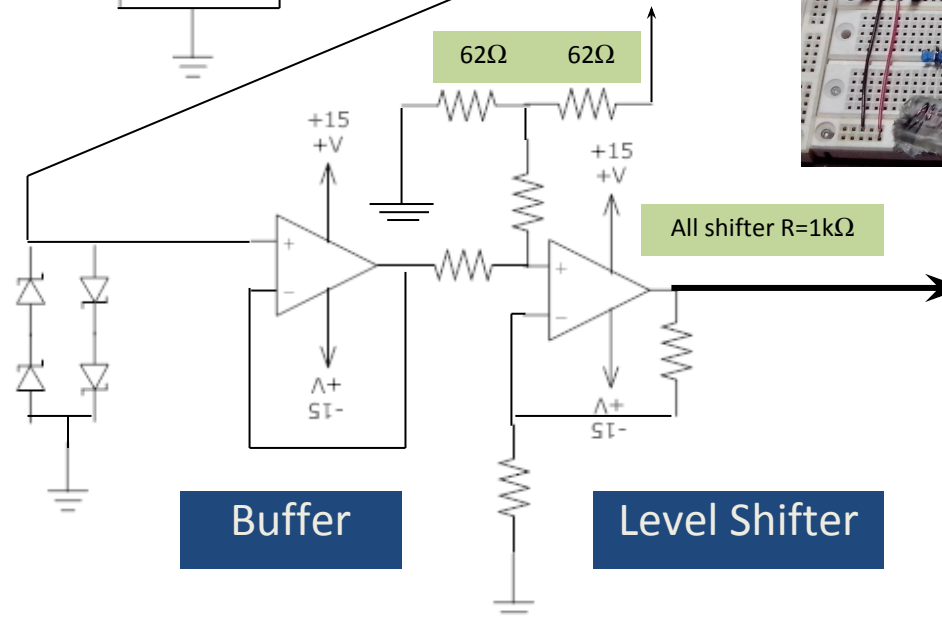 62Ω 62Ω
+15
+V
+15
+V
All shifter R=1kΩ
+
−
+
−
+V
-15
+V
-15
Buffer
Level Shifter